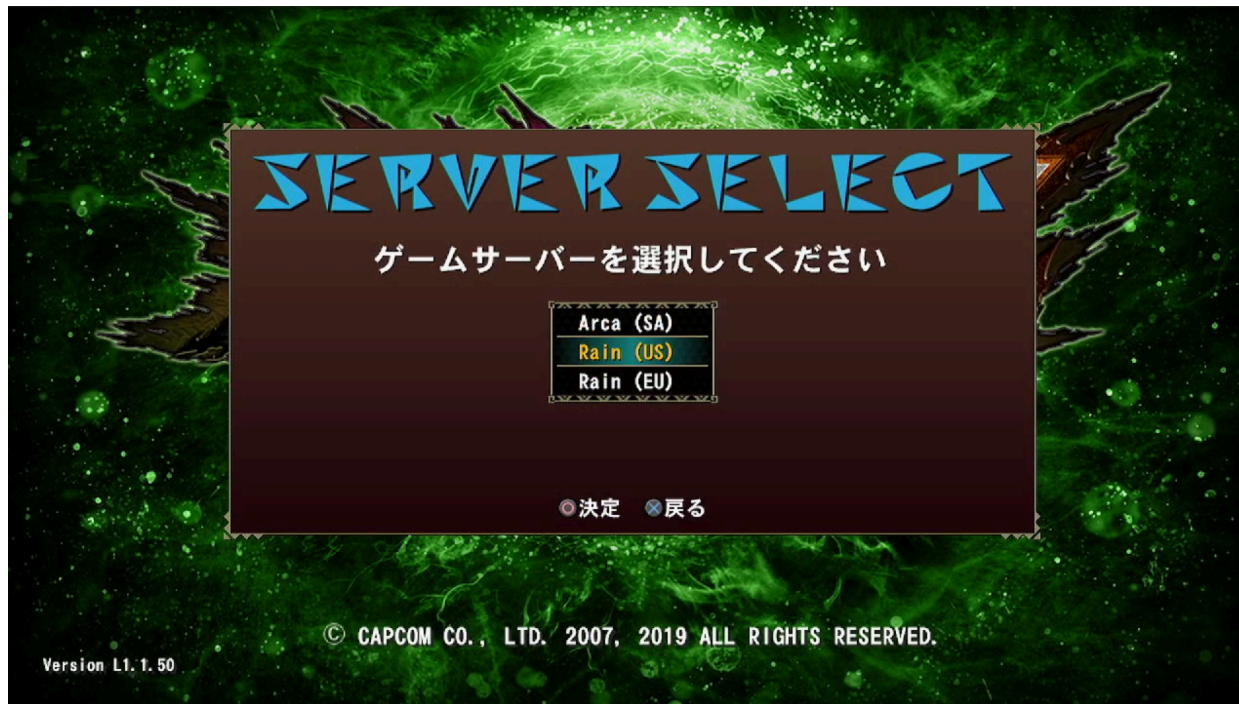 SERVER SELECT
ゲームサーバーを選択してください
Arca (SA)
Rain (US)
Rain (EU)
決定 戻る
© CAPCOM CO., LTD. 2007, 2019 ALL RIGHTS RESERVED.
Version L1.1.50